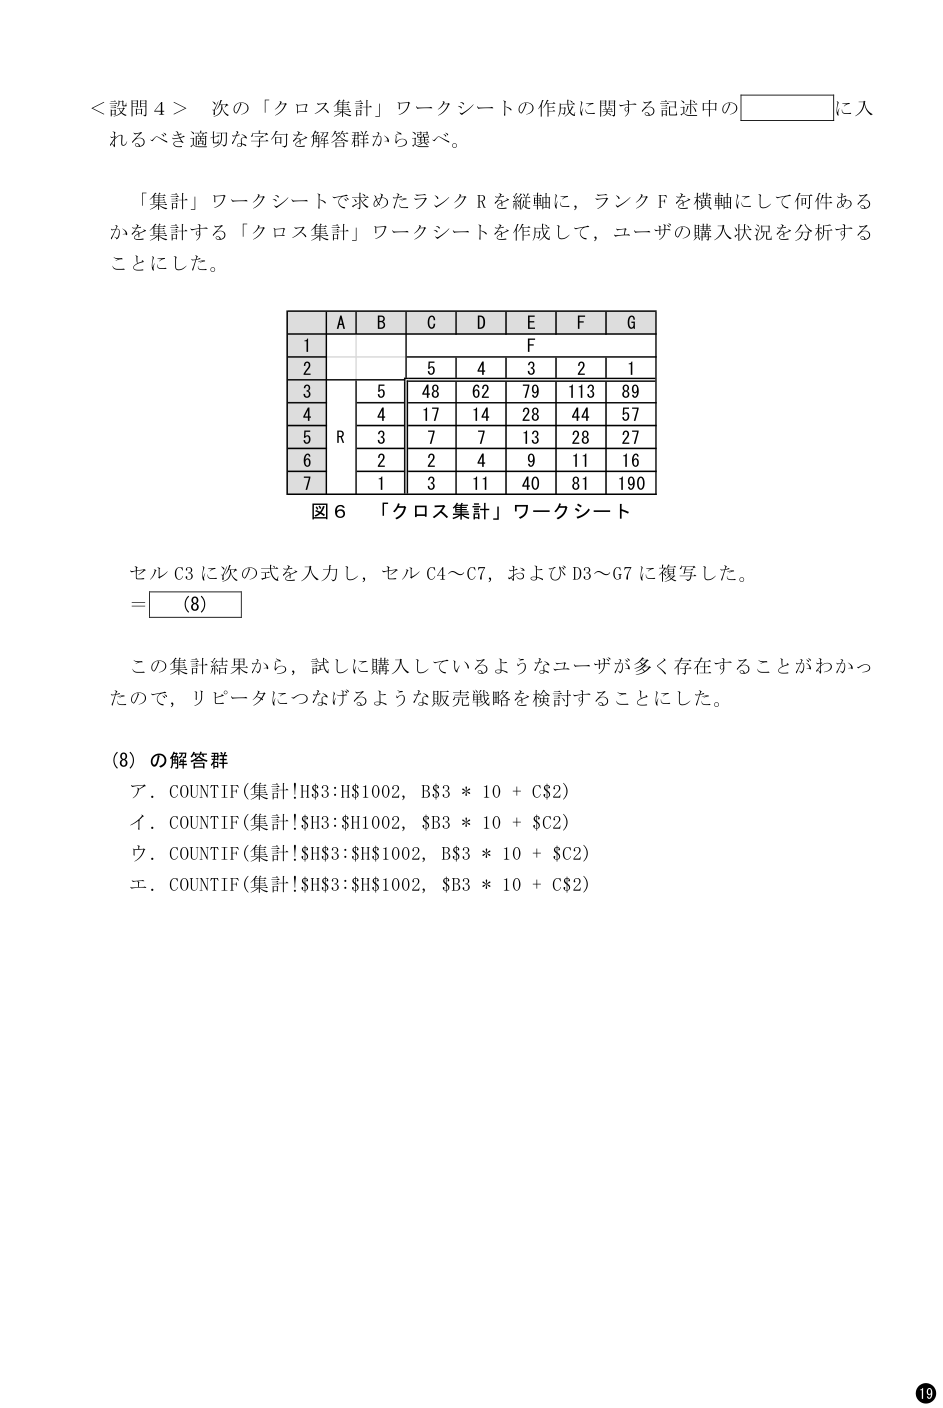 ＜設問４＞　次の「クロス集計」ワークシートの作成に関する記述中の　　　　に入
れるべき適切な字句を解答群から選べ。
「集計」ワークシートで求めたランク R を縦軸に，ランク F を横軸にして何件ある
かを集計する「クロス集計」ワークシートを作成して，ユーザの購入状況を分析する
ことにした。
A B C D E F G
1 F
2 5 4 3 2 1
3 5 48 62 79 113 89
4 4 17 14 28 44 57
5 R 3 7 7 13 28 27
6 2 2 4 9 11 16
7 1 3 11 40 81 190
図６　「クロス集計」ワークシート
セル C3 に次の式を入力し，セル C4～C7，および D3～G7 に複写した。
＝ (8)
この集計結果から，試しに購入しているようなユーザが多く存在することがわかっ
たので，リピータにつなげるような販売戦略を検討することにした。
(8) の解答群
ア．COUNTIF(集計!H$3:H$1002, B$3 * 10 + C$2)
イ．COUNTIF(集計!$H3:$H1002, $B3 * 10 + $C2)
ウ．COUNTIF(集計!$H$3:$H$1002, B$3 * 10 + $C2)
エ．COUNTIF(集計!$H$3:$H$1002, $B3 * 10 + C$2)
19